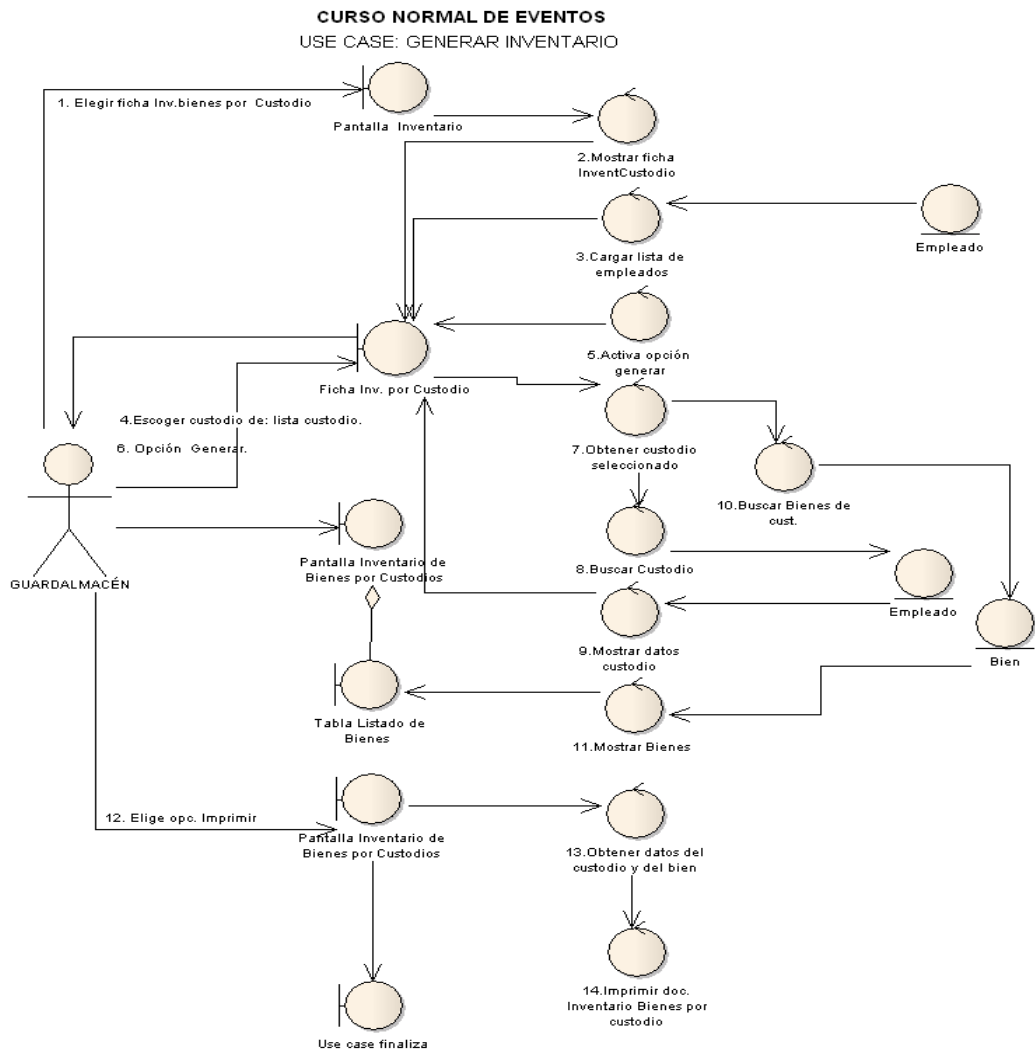 CURSO NORMAL DE EVENTOS
USE CASE: GENERAR INVENTARIO
1. Elegir ficha Inv.bienes por Custodio
Pantalla Inventario
2.Mostrar ficha
InventCustodio
3.Cargar lista de
empleados
Empleado
5.Activa opción
generar
Ficha Inv. por Custodio
4.Escoger custodio de: lista custodio.
6. Opción Generar.
7.Obtener custodio
seleccionado
10.Buscar Bienes de
cust.
GUARDALMACÉN
Pantalla Inventario de
Bienes por Custodios
8.Buscar Custodio
Empleado
9.Mostrar datos
custodio
Bien
Tabla Listado de
Bienes
11.Mostrar Bienes
12. Elige opc. Imprimir
Pantalla Inventario de
Bienes por Custodios
13.Obtener datos del
custodio y del bien
14.Imprimir doc.
Inventario Bienes por
custodio
Use case finaliza